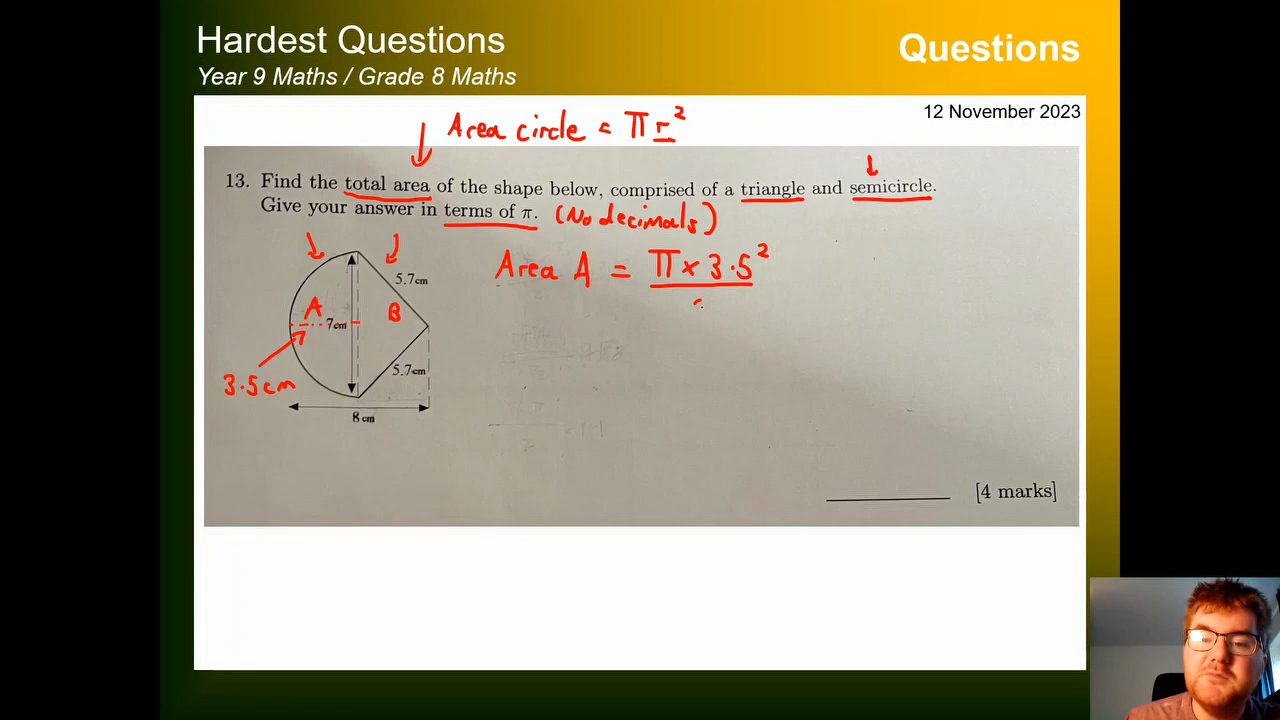 Hardest Questions
Questions
Year 9 Maths / Grade 8 Maths
12 November 2023
Area circle = πr²
13. Find the total area of the shape below, comprised of a triangle and semicircle.
Give your answer in terms of π. (No decimals)
Area A = π × 3.5²
5.7cm
A
B
7cm
3.5cm
5.7cm
8 cm
[4 marks]